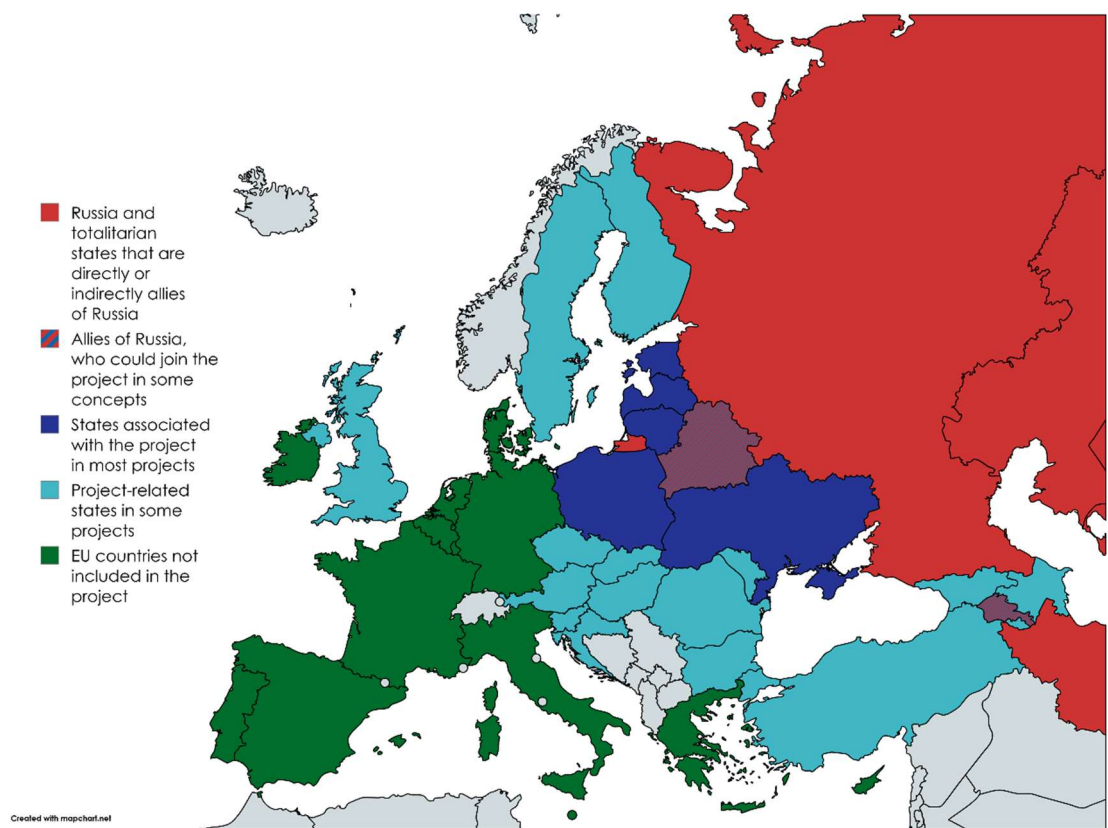 Russia and
totalitarian
states that are
directly or
indirectly allies
of Russia
Allies of Russia,
who could join the
project in some
concepts
States associated
with the project
in most projects
Project-related
states in some
projects
EU countries not
included in the
project
Created with mapchart.net